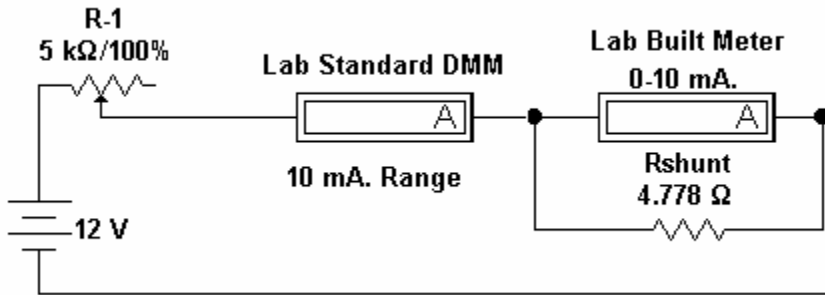 R-1
5 kΩ/100%
Lab Standard DMM
Lab Built Meter
0-10 mA.
A
A
10 mA. Range
Rshunt
4.778 Ω
12 V